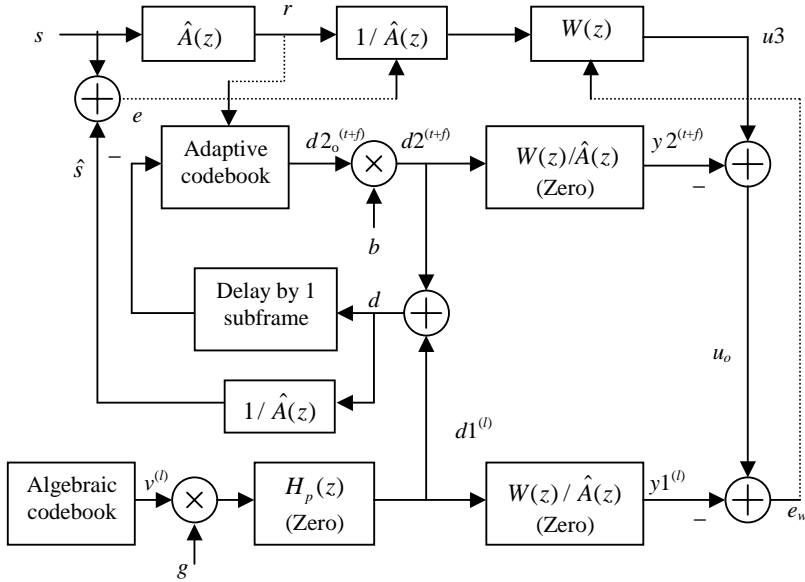 s
Â(z)
r
1/ Â(z)
W(z)
u3
e
ŝ
−
Adaptive
codebook
d2ₒ⁽ᵗ⁺ᶠ⁾
×
d2⁽ᵗ⁺ᶠ⁾
W(z)/Â(z)
(Zero)
y2⁽ᵗ⁺ᶠ⁾
−
b
Delay by 1
subframe
d
1/ Â(z)
uₒ
d1⁽ˡ⁾
Algebraic
codebook
v⁽ˡ⁾
×
g
Hₚ(z)
(Zero)
W(z) / Â(z)
(Zero)
y1⁽ˡ⁾
−
e_w